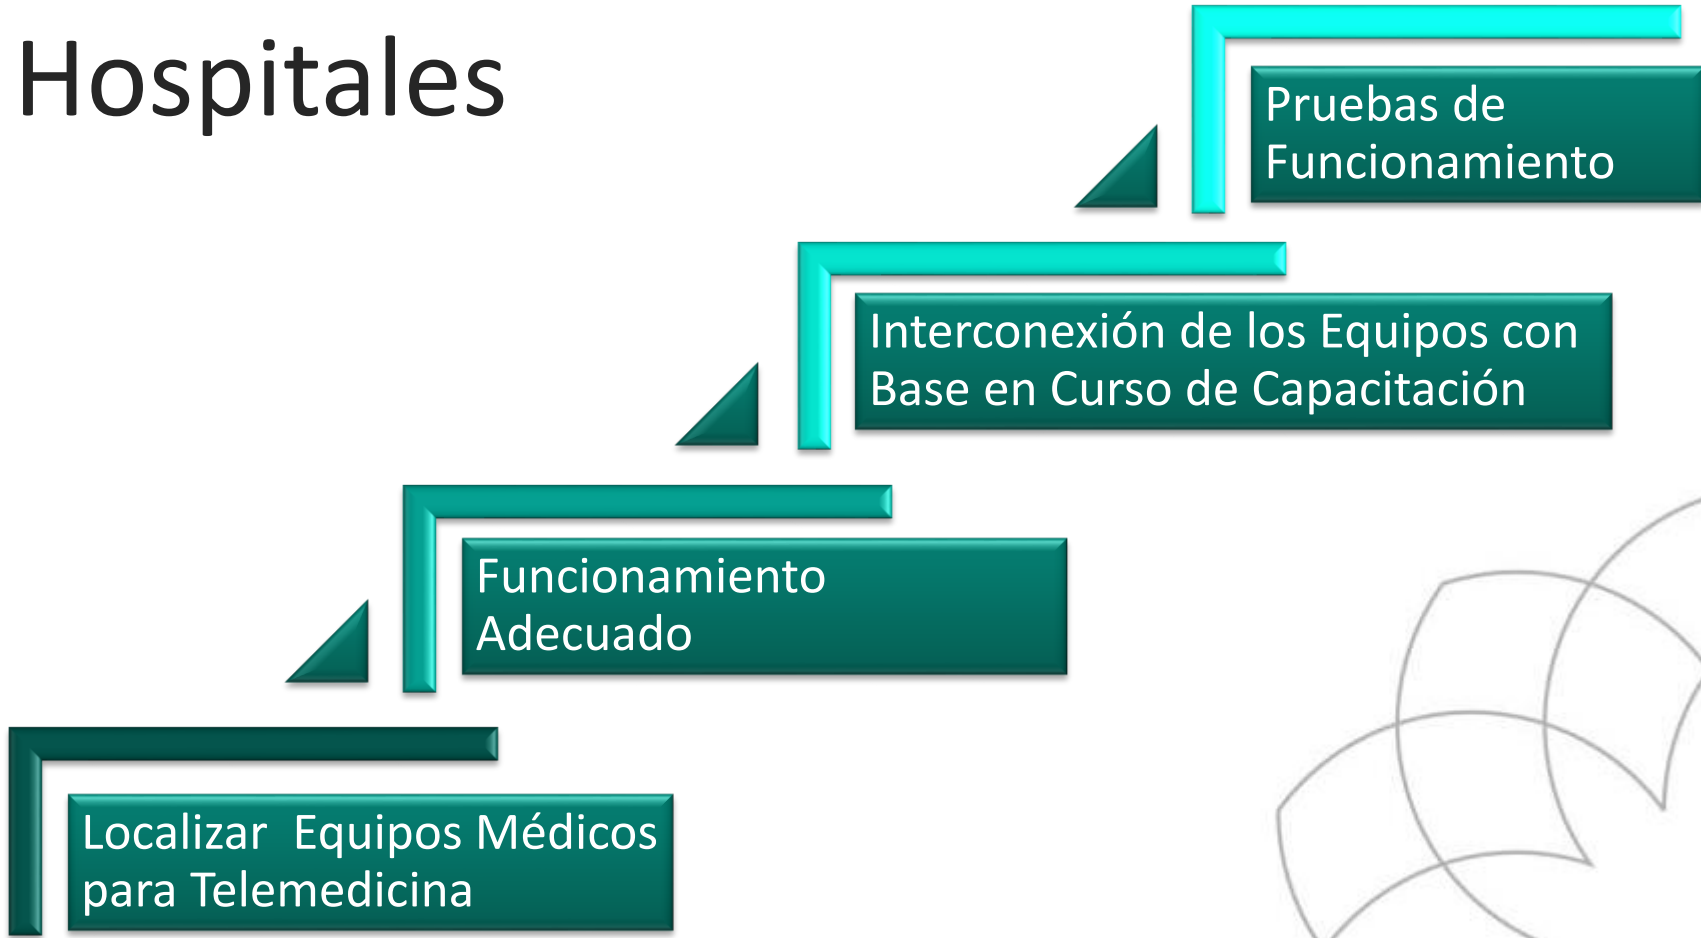 Hospitales
Pruebas de
Funcionamiento
Interconexión de los Equipos con
Base en Curso de Capacitación
Funcionamiento
Adecuado
Localizar  Equipos Médicos
para Telemedicina